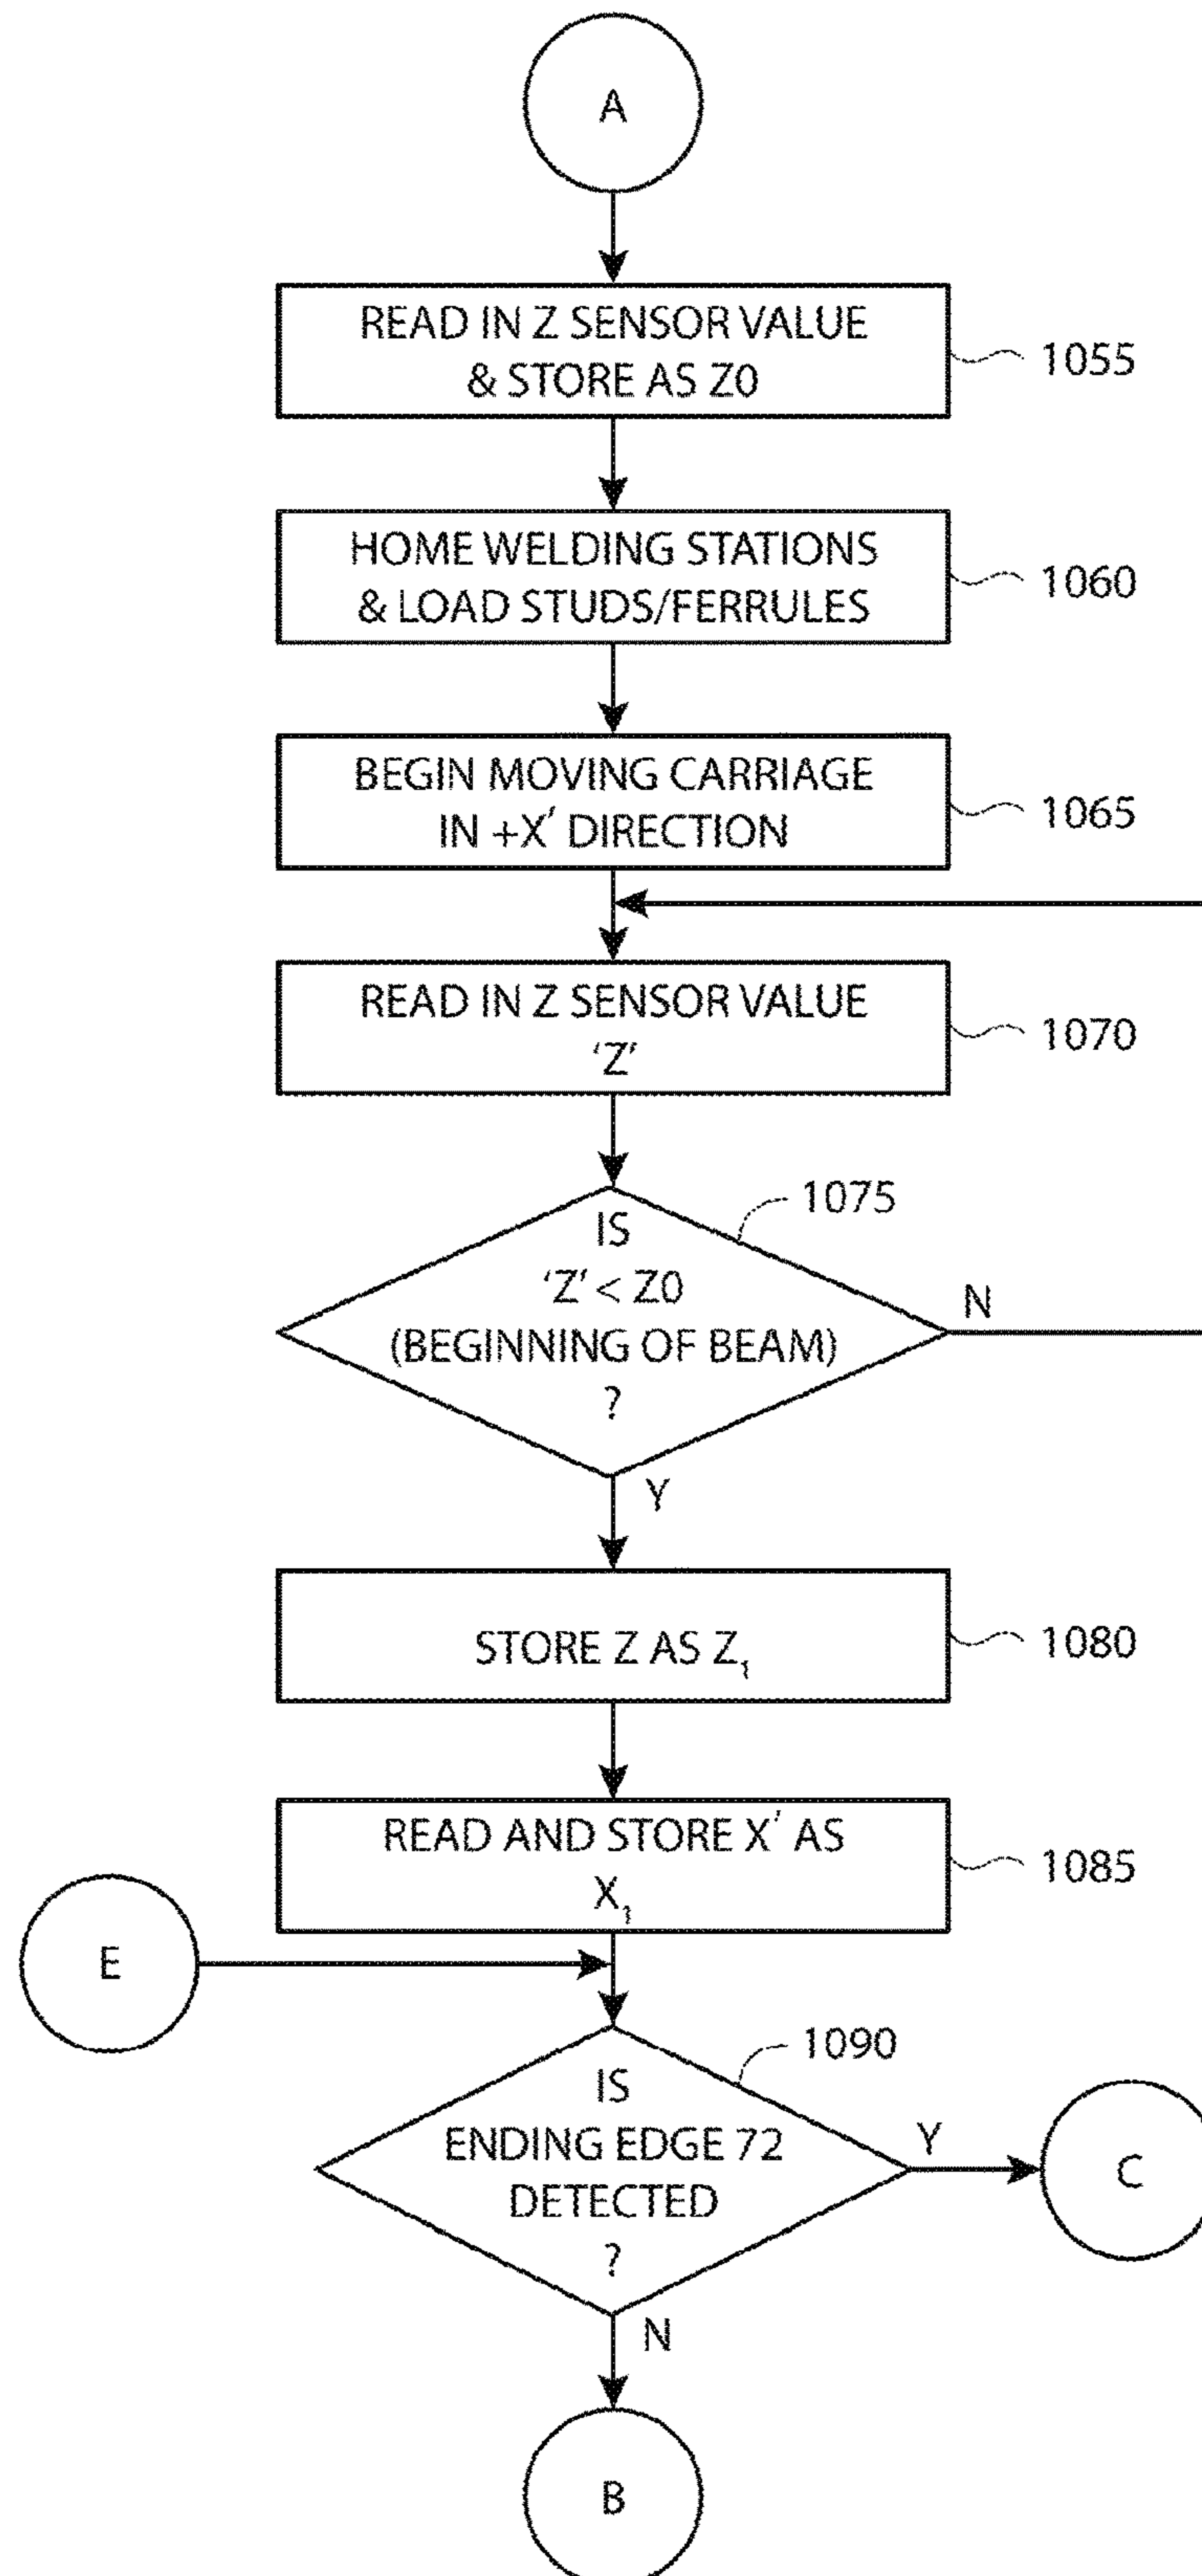 A
READ IN Z SENSOR VALUE
& STORE AS Z0
1055
HOME WELDING STATIONS
& LOAD STUDS/FERRULES
1060
BEGIN MOVING CARRIAGE
IN +X' DIRECTION
1065
READ IN Z SENSOR VALUE
'Z'
1070
1075
IS
'Z' < Z0
(BEGINNING OF BEAM)
?
N
Y
STORE Z AS Z₁
1080
READ AND STORE X' AS
X₁
1085
E
1090
IS
ENDING EDGE 72
DETECTED
?
Y
C
N
B